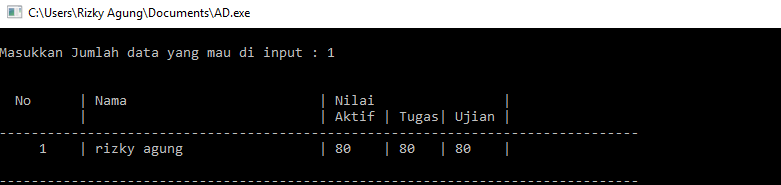 C:\Users\Rizky Agung\Documents\AD.exe
Masukkan Jumlah data yang mau di input : 1
No | Nama | Nilai |
| | Aktif | Tugas| Ujian |
--------------------------------------------------------------------------------
1 | rizky agung | 80 | 80 | 80 |
--------------------------------------------------------------------------------